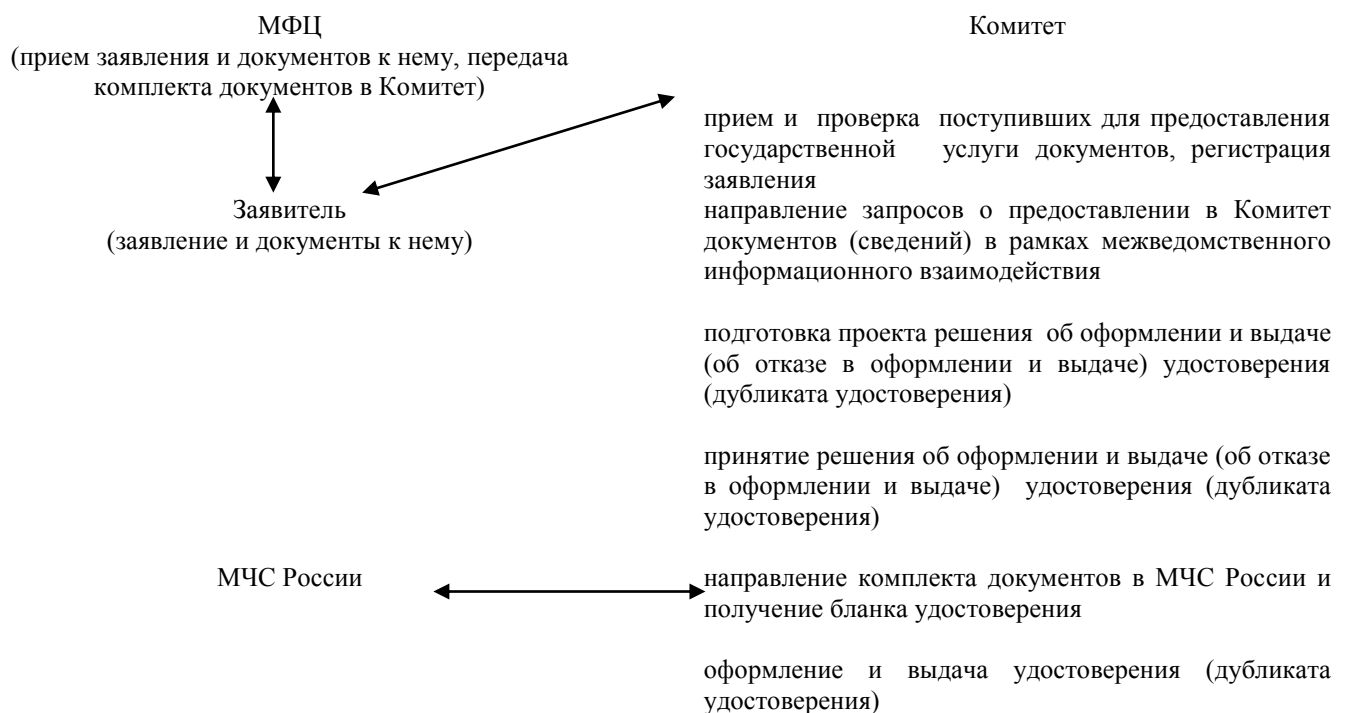 МФЦ
(прием заявления и документов к нему, передача
комплекта документов в Комитет)
Заявитель
(заявление и документы к нему)
МЧС России
Комитет
прием и проверка поступивших для предоставления
государственной услуги документов, регистрация
заявления
направление запросов о предоставлении в Комитет
документов (сведений) в рамках межведомственного
информационного взаимодействия
подготовка проекта решения об оформлении и выдаче
(об отказе в оформлении и выдаче) удостоверения
(дубликата удостоверения)
принятие решения об оформлении и выдаче (об отказе
в оформлении и выдаче) удостоверения (дубликата
удостоверения)
направление комплекта документов в МЧС России и
получение бланка удостоверения
оформление и выдача удостоверения (дубликата
удостоверения)